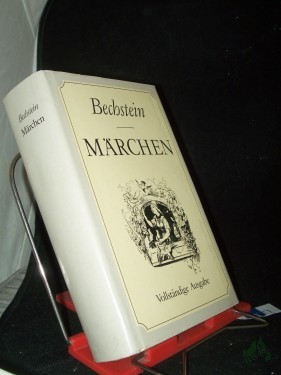 Bechstein
Märchen
Bechstein
MÄRCHEN
Vollständige Ausgabe